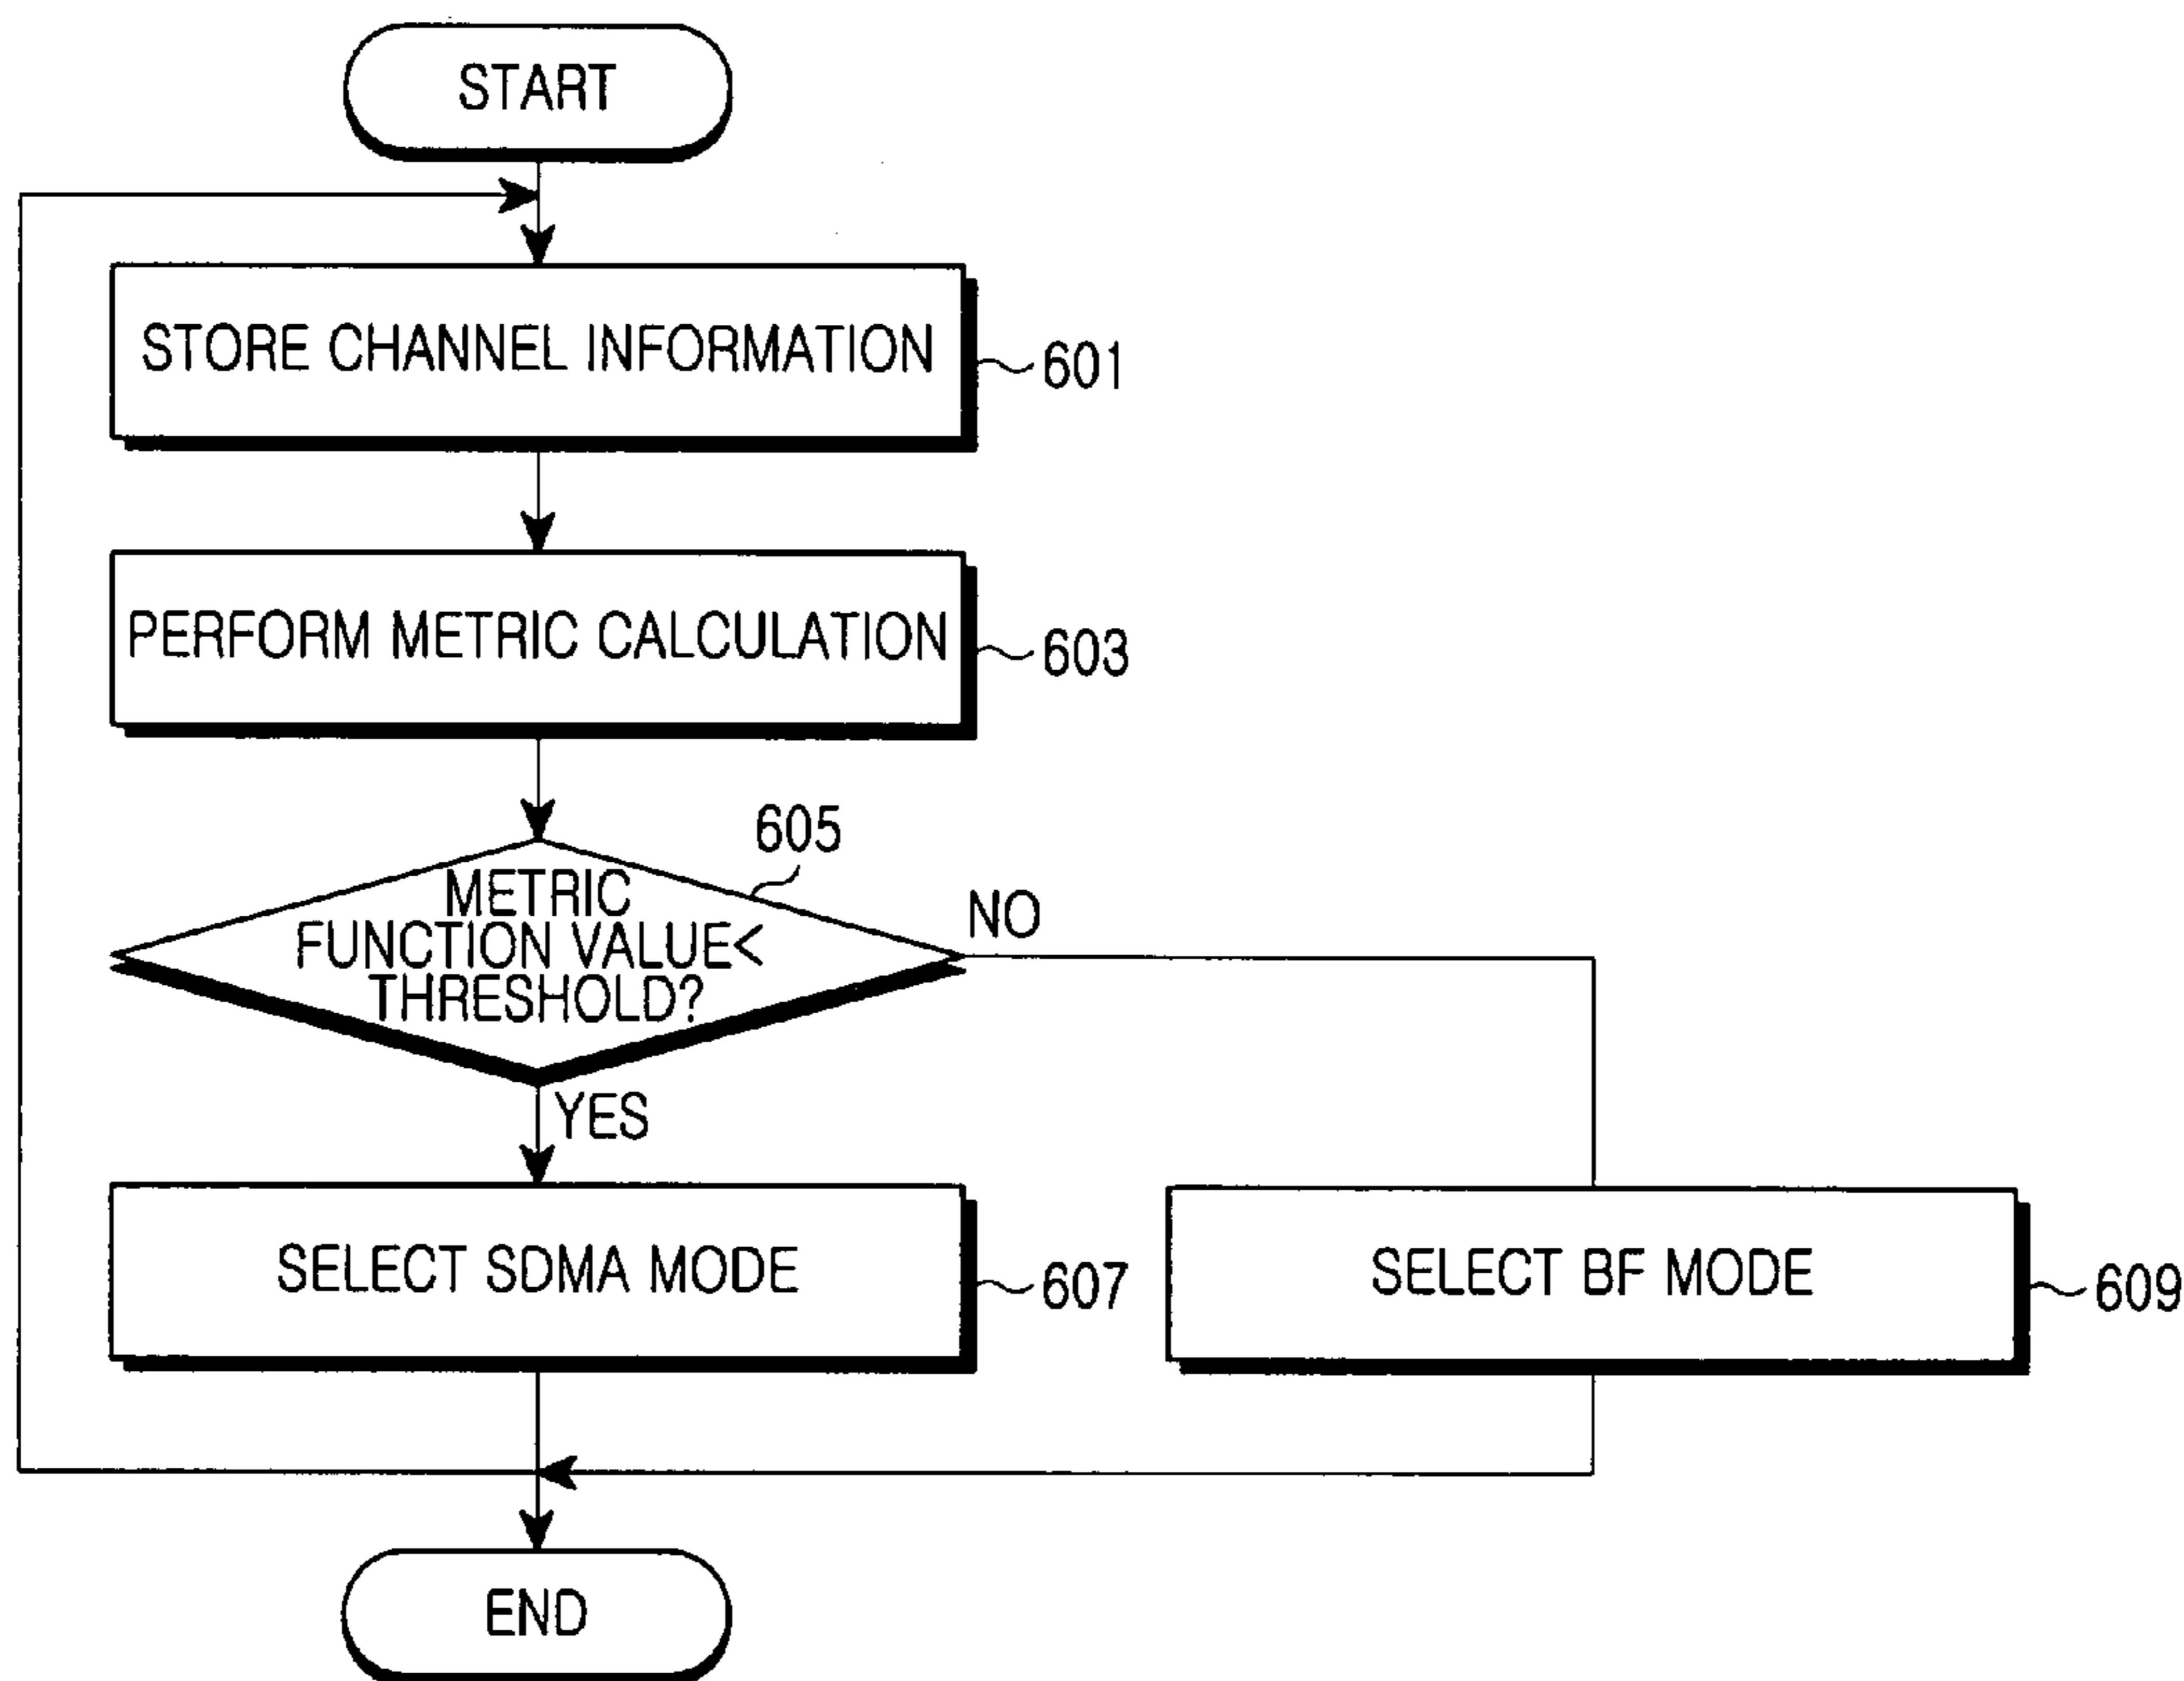 START
STORE CHANNEL INFORMATION
601
PERFORM METRIC CALCULATION
603
605
METRIC
FUNCTION VALUE<
THRESHOLD?
NO
YES
SELECT SDMA MODE
607
SELECT BF MODE
609
END